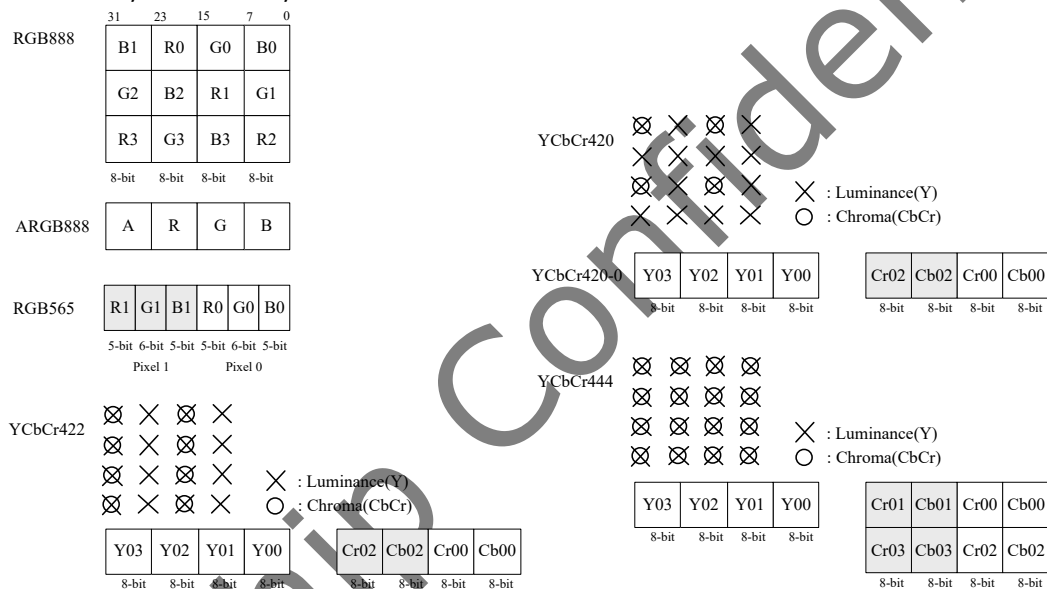 31 23 15 7 0
RGB888
B1 R0 G0 B0
G2 B2 R1 G1
R3 G3 B3 R2
8-bit 8-bit 8-bit 8-bit
ARGB888
A R G B
RGB565
R1 G1 B1 R0 G0 B0
5-bit 6-bit 5-bit 5-bit 6-bit 5-bit
Pixel 1 Pixel 0
YCbCr422
: Luminance(Y)
: Chroma(CbCr)
Y03 Y02 Y01 Y00 Cr02 Cb02 Cr00 Cb00
8-bit 8-bit 8-bit 8-bit 8-bit 8-bit 8-bit 8-bit
YCbCr420
: Luminance(Y)
: Chroma(CbCr)
YCbCr420-0
Y03 Y02 Y01 Y00 Cr02 Cb02 Cr00 Cb00
8-bit 8-bit 8-bit 8-bit 8-bit 8-bit 8-bit 8-bit
YCbCr444
: Luminance(Y)
: Chroma(CbCr)
Y03 Y02 Y01 Y00 Cr01 Cb01 Cr00 Cb00
8-bit 8-bit 8-bit 8-bit
Cr03 Cb03 Cr02 Cb02
8-bit 8-bit 8-bit 8-bit